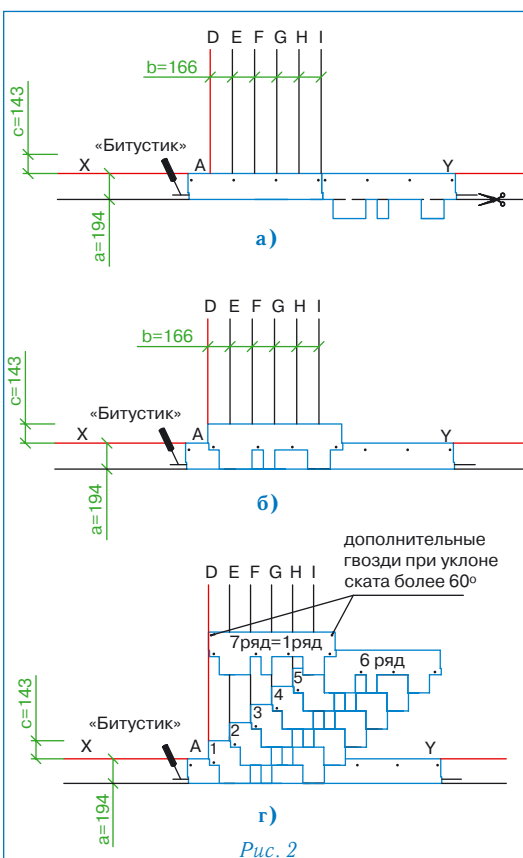 D E F G H I
b=166
c=143
«Битустик»
X A Y
a=194
а)
D E F G H I
b=166
c=143
«Битустик»
X A Y
a=194
б)
дополнительные
гвозди при уклоне
ската более 60º
D E F G H I
7ряд=1ряд
6 ряд
5
4
3
2
1
c=143
«Битустик»
X A Y
a=194
г)
Рис. 2